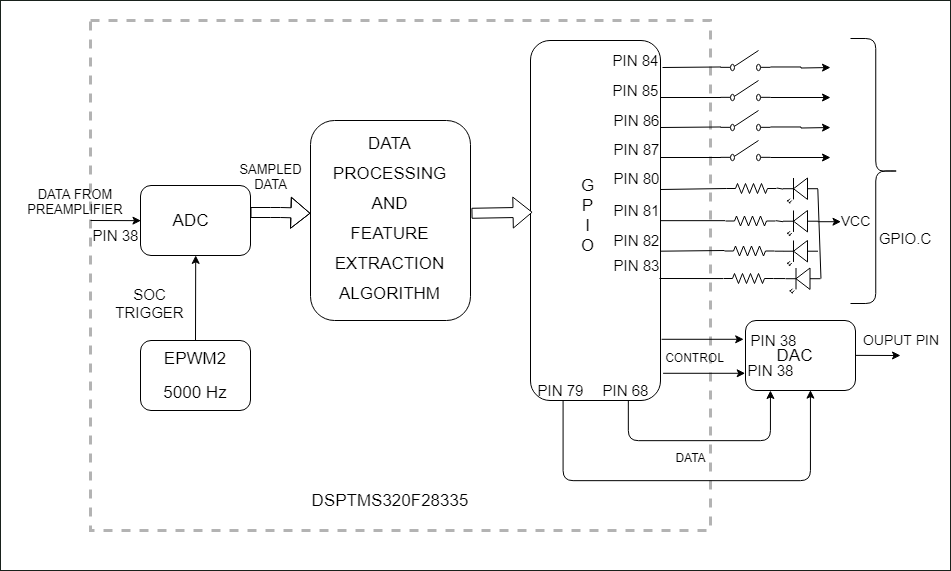 DATA FROM
PREAMPLIFIER
PIN 38
ADC
SOC
TRIGGER
EPWM2
5000 Hz
SAMPLED
DATA
DATA
PROCESSING
AND
FEATURE
EXTRACTION
ALGORITHM
G
P
I
O
PIN 84
PIN 85
PIN 86
PIN 87
PIN 80
PIN 81
PIN 82
PIN 83
VCC
GPIO.C
CONTROL
PIN 38
DAC
PIN 38
OUPUT PIN
PIN 79
PIN 68
DATA
DSPTMS320F28335